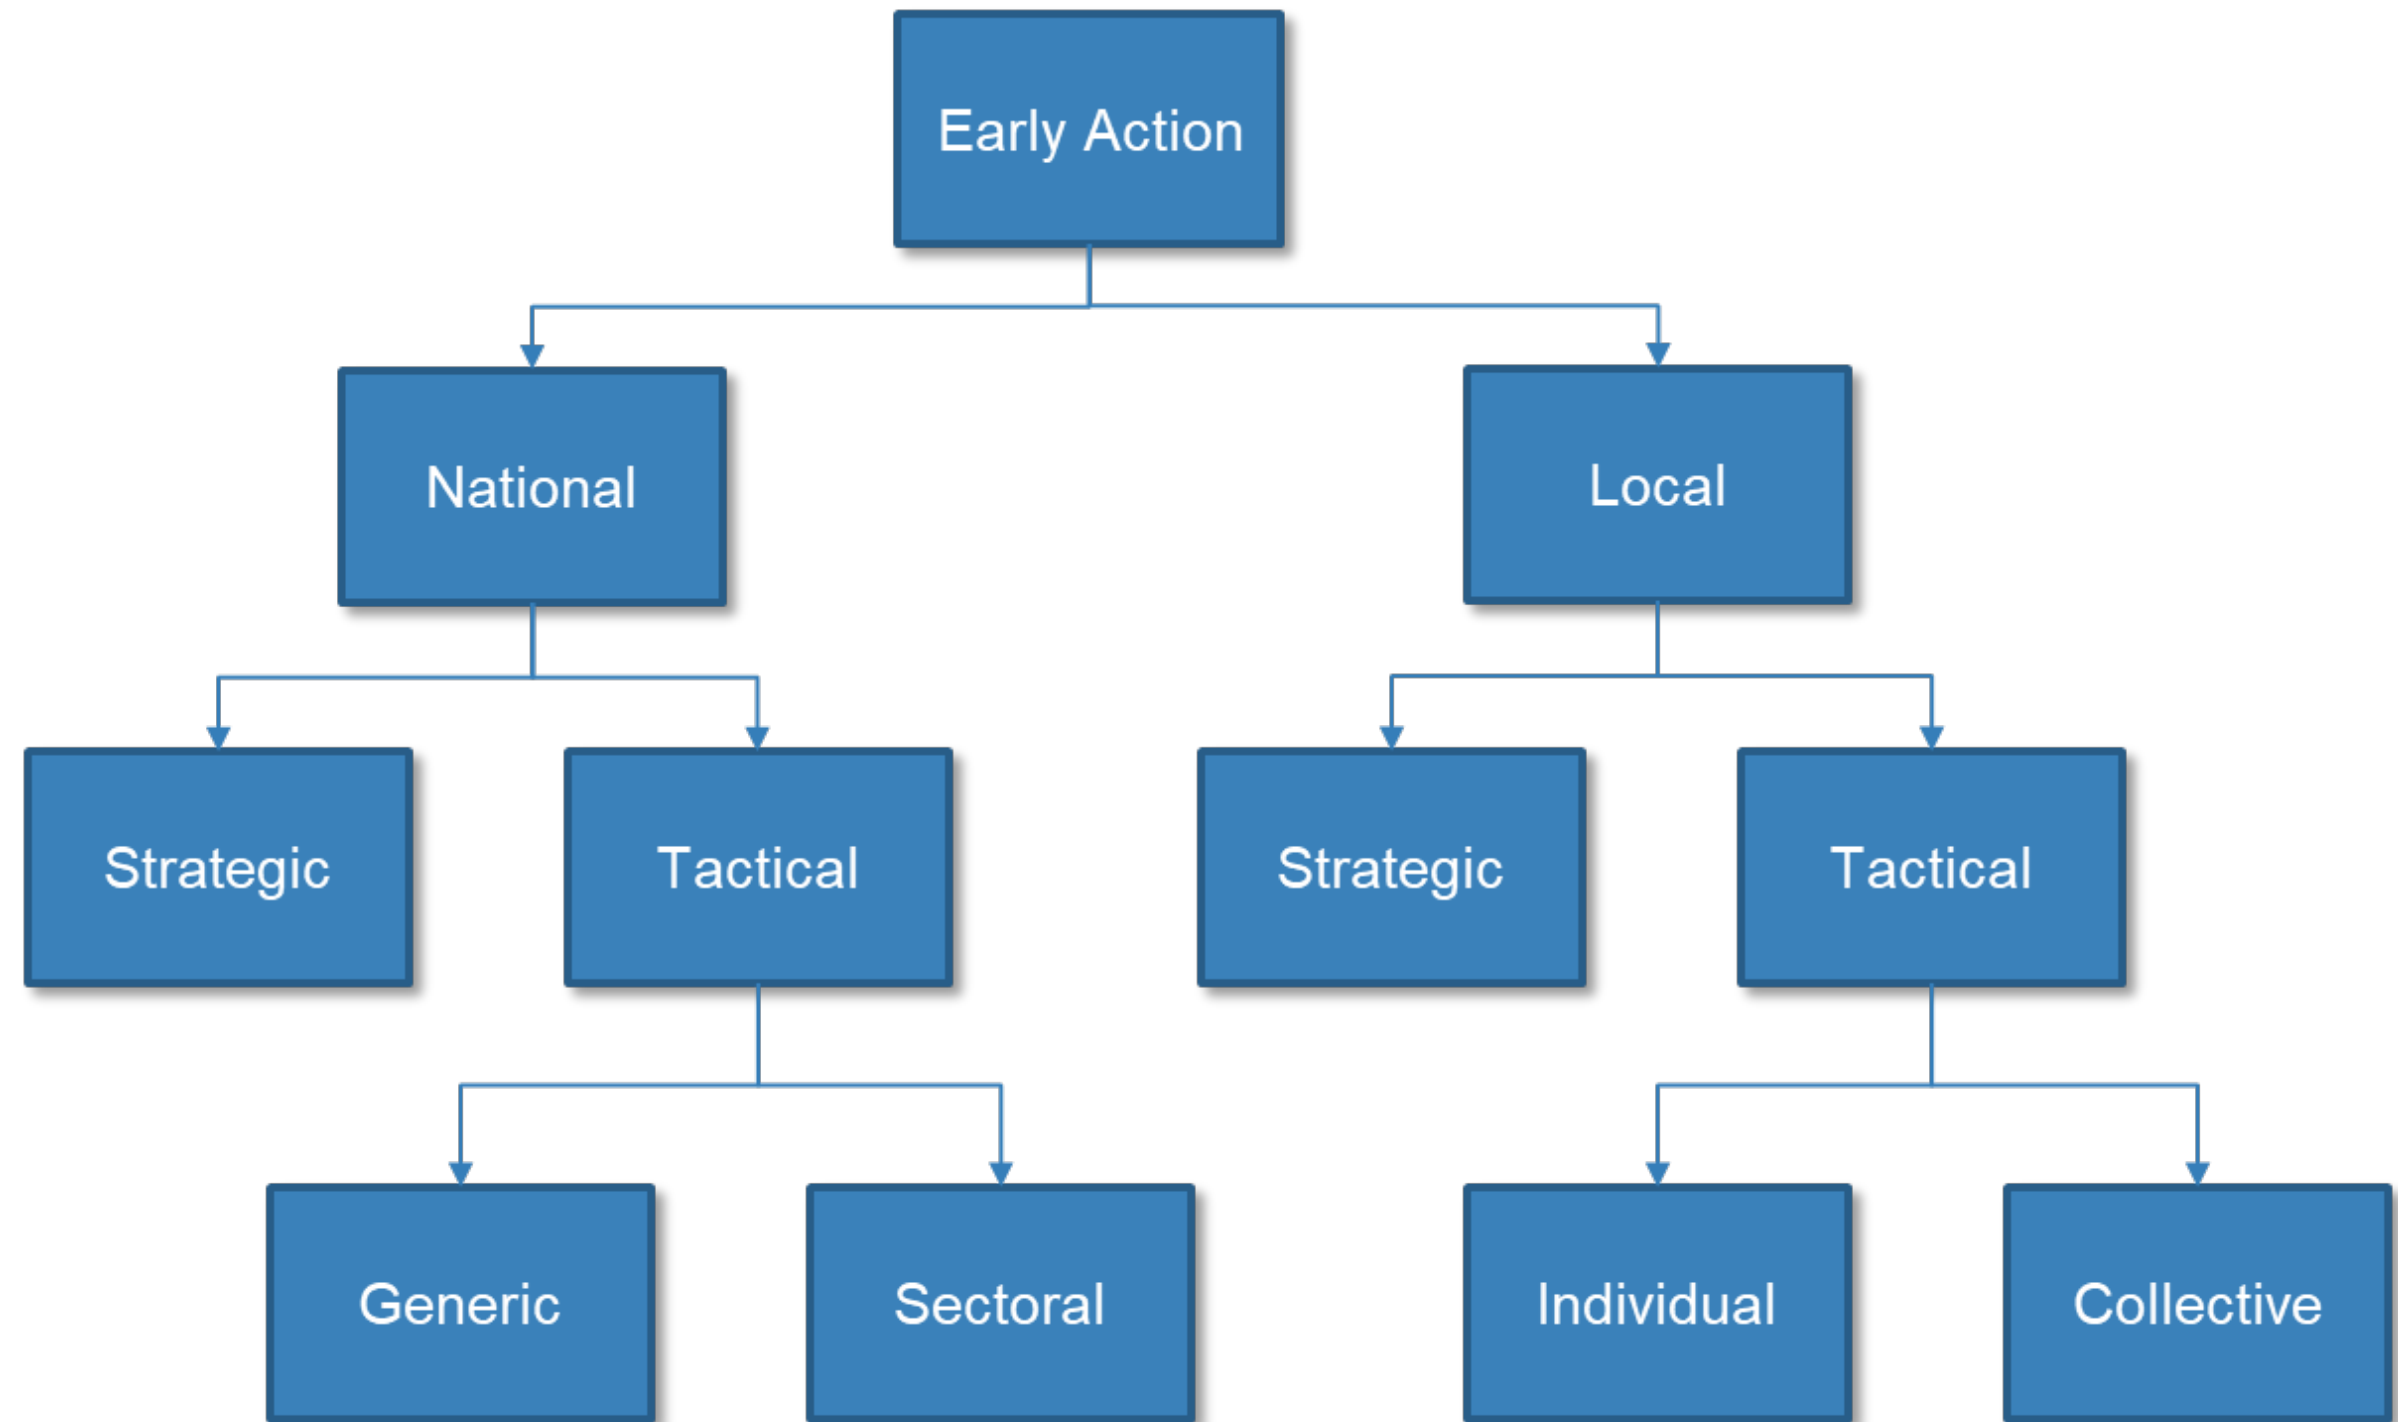 Early Action
National
Local
Strategic
Tactical
Strategic
Tactical
Generic
Sectoral
Individual
Collective